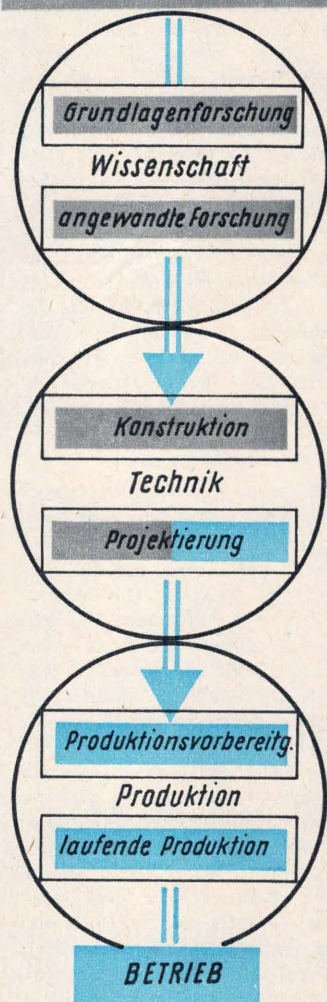 Grundlagenforschung
Wissenschaft
angewandte Forschung
Konstruktion
Technik
Projektierung
Produktionsvorbereitg.
Produktion
laufende Produktion
BETRIEB